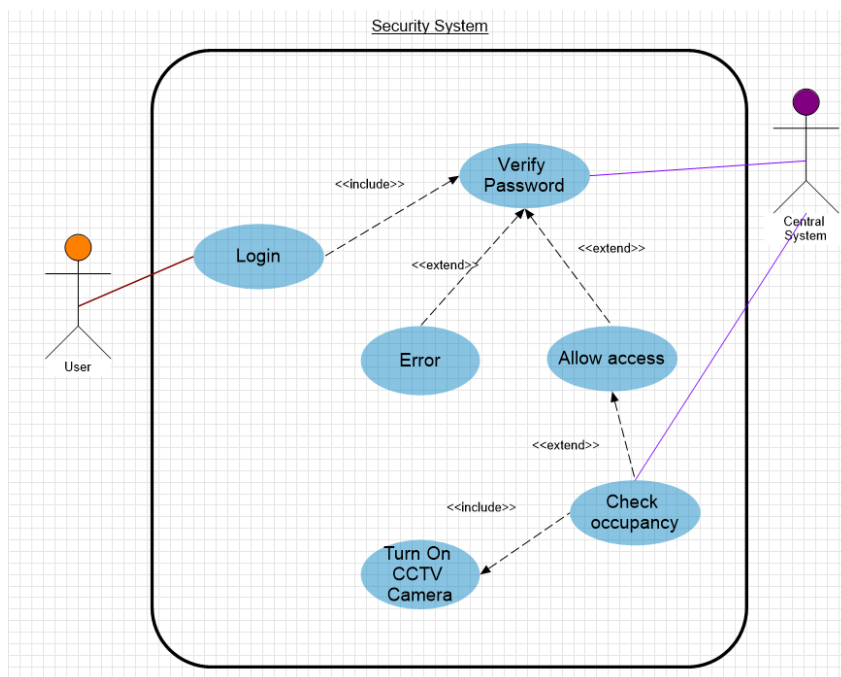 Security System
Verify
Password
<<include>>
Central
System
Login
<<extend>>
<<extend>>
User
Error
Allow access
<<extend>>
Check
occupancy
<<include>>
Turn On
CCTV
Camera